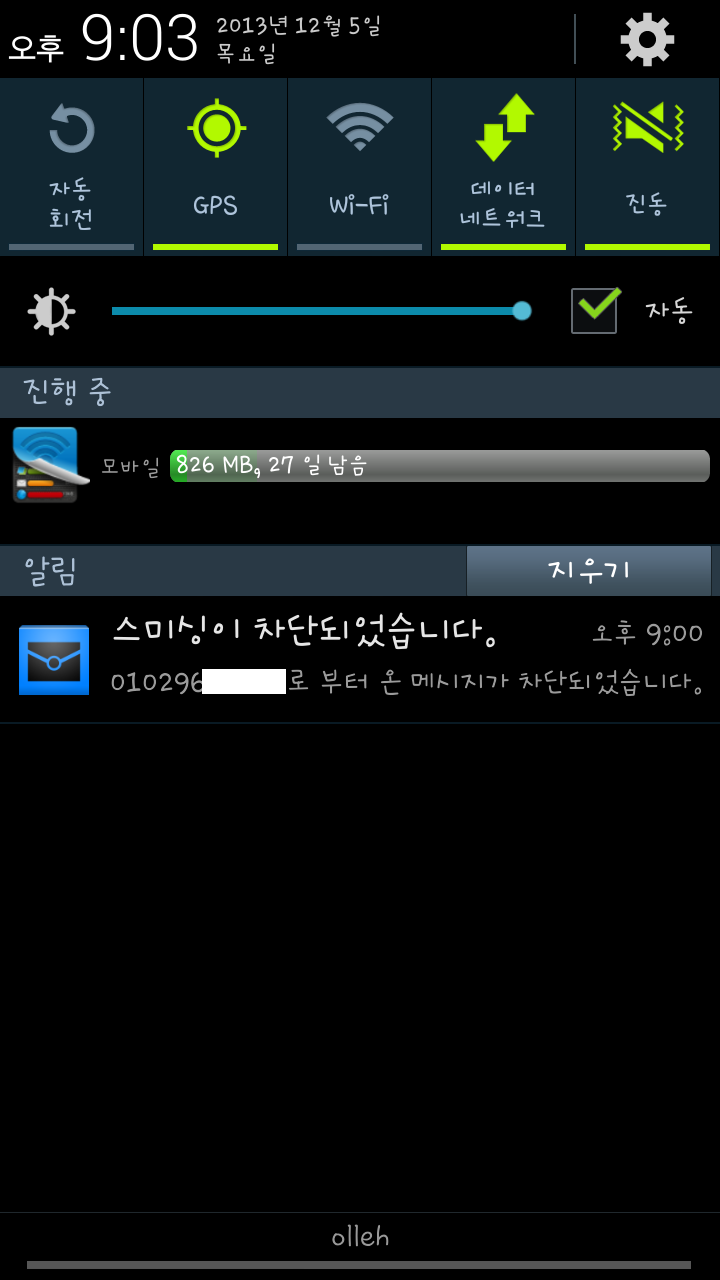 오후 9:03 2013년 12월 5일
목요일
자동
회전
GPS
Wi-Fi
데이터
네트워크
진동
자동
진행 중
모바일 826 MB, 27 일 남음
알림 지우기
스미싱이 차단되었습니다. 오후 9:00
010296 로 부터 온 메시지가 차단되었습니다.
olleh